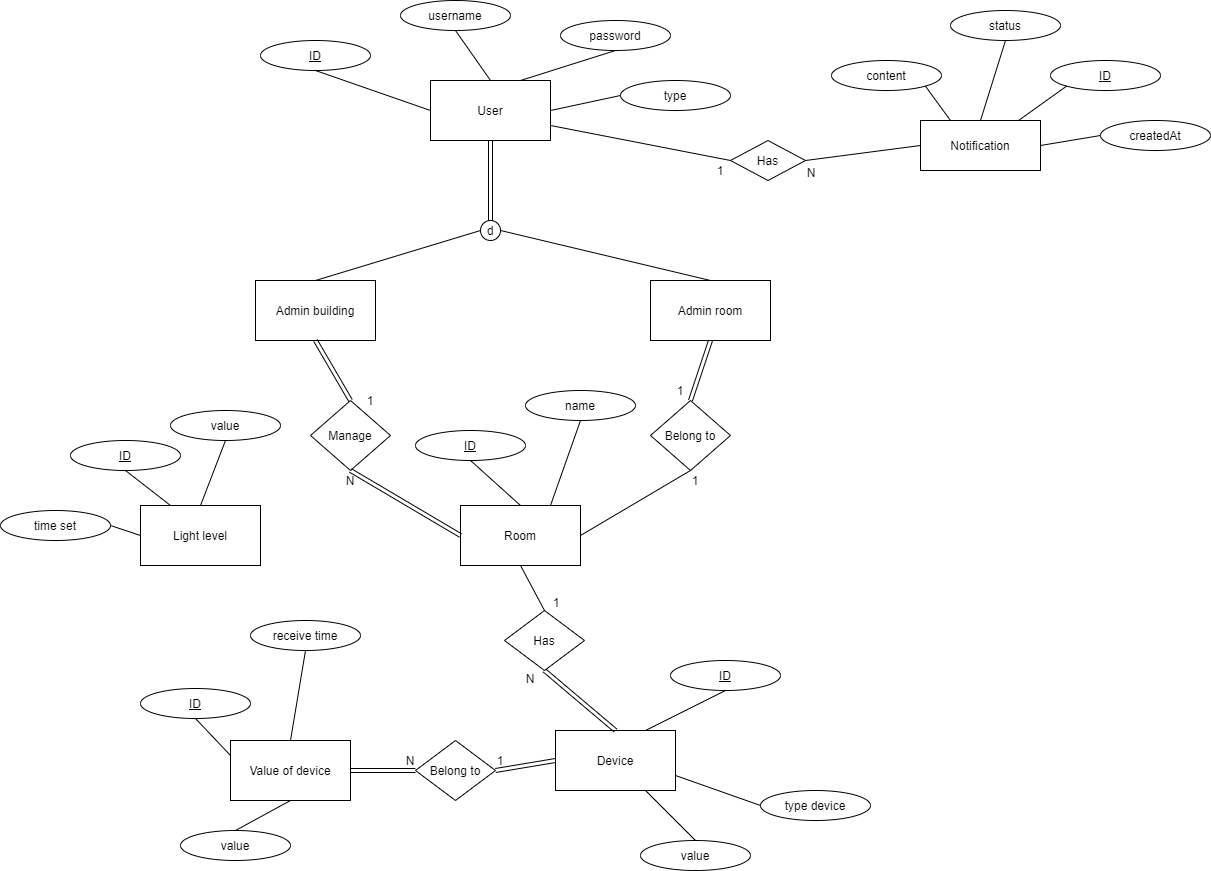 username
status
password
ID
content
ID
type
User
createdAt
Notification
Has
1
N
d
Admin building
Admin room
1
1
name
value
Manage
Belong to
ID
ID
N
1
time set
Light level
Room
1
receive time
Has
N
ID
ID
N
1
Device
Value of device
Belong to
type device
value
value